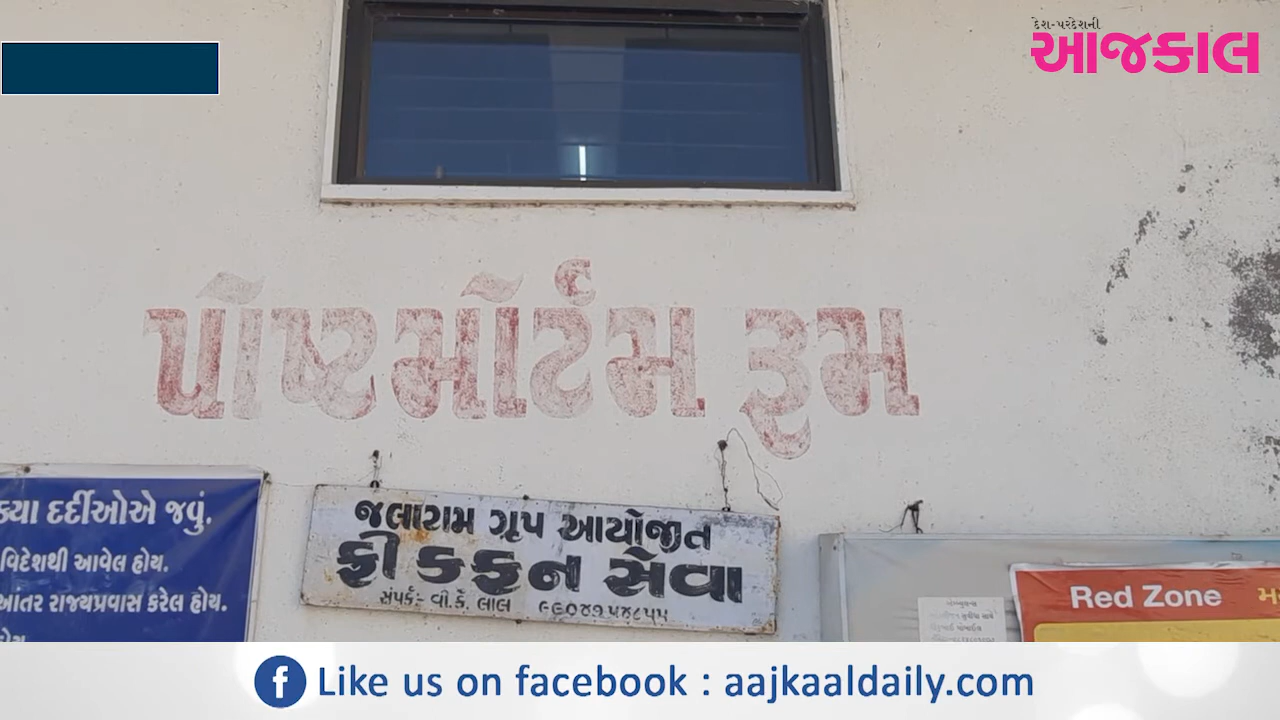 દેશ-પરદેશની
આજકાલ
પોષ્ટમોર્ટમ રૂમ
ક્યા દર્દીઓએ જવું.
વિદેશથી આવેલ હોય.
આંતર રાજ્યપ્રવાસ કરેલ હોય.
જલારામ ગ્રૂપ આયોજીત
ફ્રી કફન સેવા
સંપર્ક:- વી.કે. લાલ
Red Zone
Like us on facebook : aajkaaldaily.com